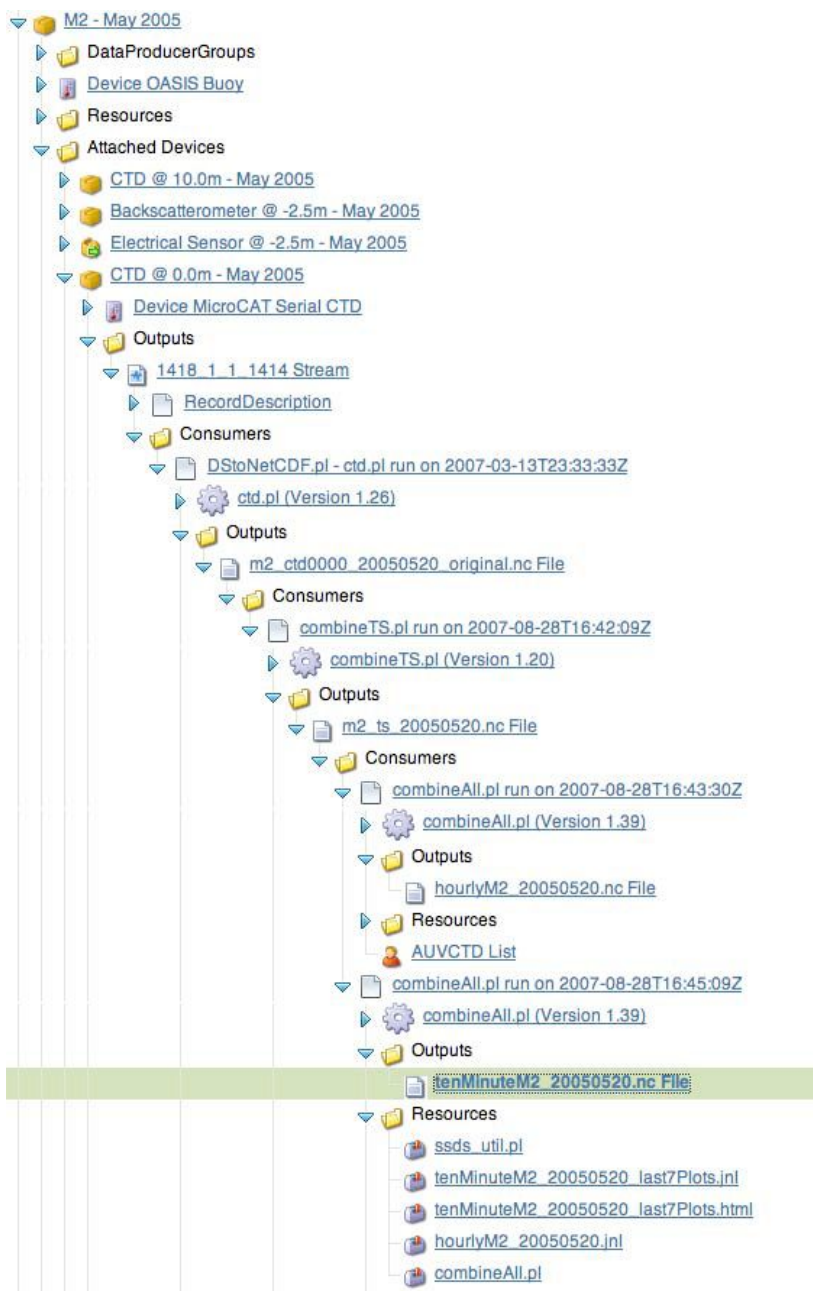 M2 - May 2005
DataProducerGroups
Device OASIS Buoy
Resources
Attached Devices
CTD @ 10.0m - May 2005
Backscatterometer @ -2.5m - May 2005
Electrical Sensor @ -2.5m - May 2005
CTD @ 0.0m - May 2005
Device MicroCAT Serial CTD
Outputs
1418_1_1_1414 Stream
RecordDescription
Consumers
DStoNetCDF.pl - ctd.pl run on 2007-03-13T23:33:33Z
ctd.pl (Version 1.26)
Outputs
m2_ctd0000_20050520_original.nc File
Consumers
combineTS.pl run on 2007-08-28T16:42:09Z
combineTS.pl (Version 1.20)
Outputs
m2_ts_20050520.nc File
Consumers
combineAll.pl run on 2007-08-28T16:43:30Z
combineAll.pl (Version 1.39)
Outputs
hourlyM2_20050520.nc File
Resources
AUVCTD List
combineAll.pl run on 2007-08-28T16:45:09Z
combineAll.pl (Version 1.39)
Outputs
tenMinuteM2_20050520.nc File
Resources
ssds_util.pl
tenMinuteM2_20050520_last7Plots.jnl
tenMinuteM2_20050520_last7Plots.html
hourlyM2_20050520.jnl
combineAll.pl